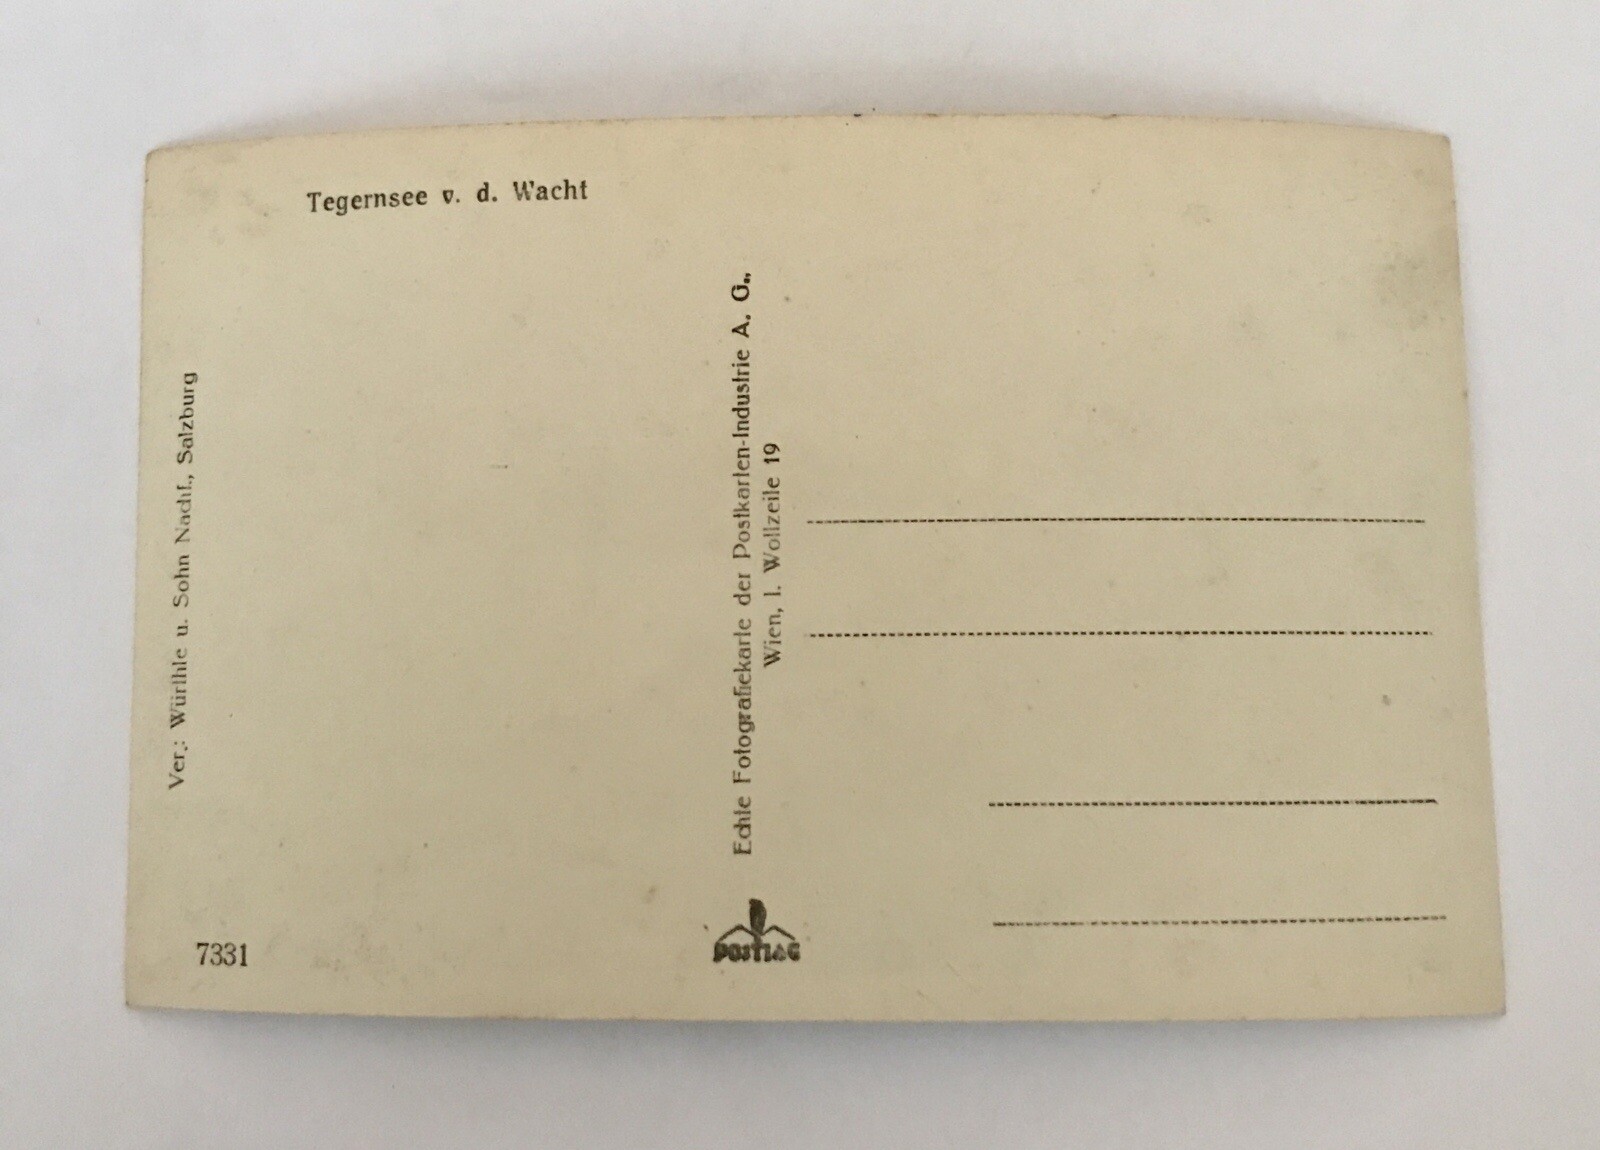 Tegernsee v. d. Wacht
Ver.: Würthle u. Sohn Nachf., Salzburg
7331
Echte Fotografiekarte der Postkarten-Industrie A. G.,
Wien, I. Wollzeile 19
POSTIAG